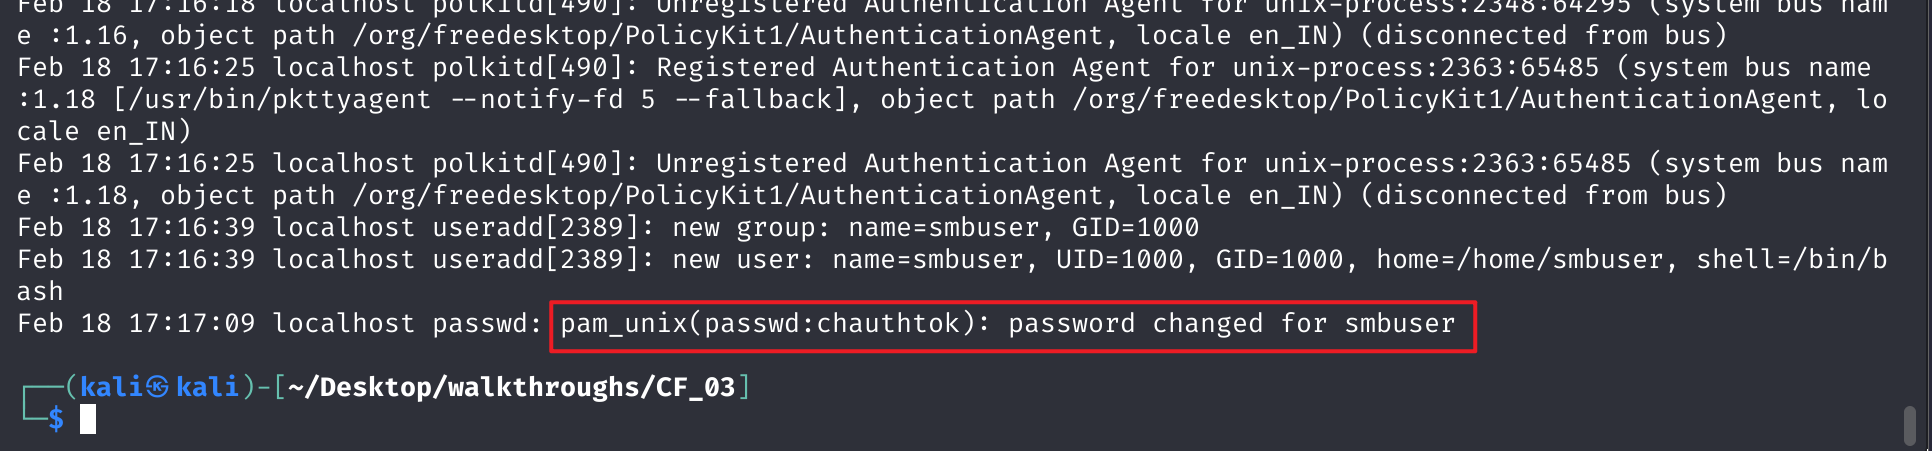 Feb 18 17:16:18 localhost polkitd[490]: Unregistered Authentication Agent for unix-process:2348:64295 (system bus nam
e :1.16, object path /org/freedesktop/PolicyKit1/AuthenticationAgent, locale en_IN) (disconnected from bus)
Feb 18 17:16:25 localhost polkitd[490]: Registered Authentication Agent for unix-process:2363:65485 (system bus name
:1.18 [/usr/bin/pkttyagent --notify-fd 5 --fallback], object path /org/freedesktop/PolicyKit1/AuthenticationAgent, lo
cale en_IN)
Feb 18 17:16:25 localhost polkitd[490]: Unregistered Authentication Agent for unix-process:2363:65485 (system bus nam
e :1.18, object path /org/freedesktop/PolicyKit1/AuthenticationAgent, locale en_IN) (disconnected from bus)
Feb 18 17:16:39 localhost useradd[2389]: new group: name=smbuser, GID=1000
Feb 18 17:16:39 localhost useradd[2389]: new user: name=smbuser, UID=1000, GID=1000, home=/home/smbuser, shell=/bin/b
ash
Feb 18 17:17:09 localhost passwd: pam_unix(passwd:chauthtok): password changed for smbuser
┌──(kali㉿kali)-[~/Desktop/walkthroughs/CF_03]
└─$